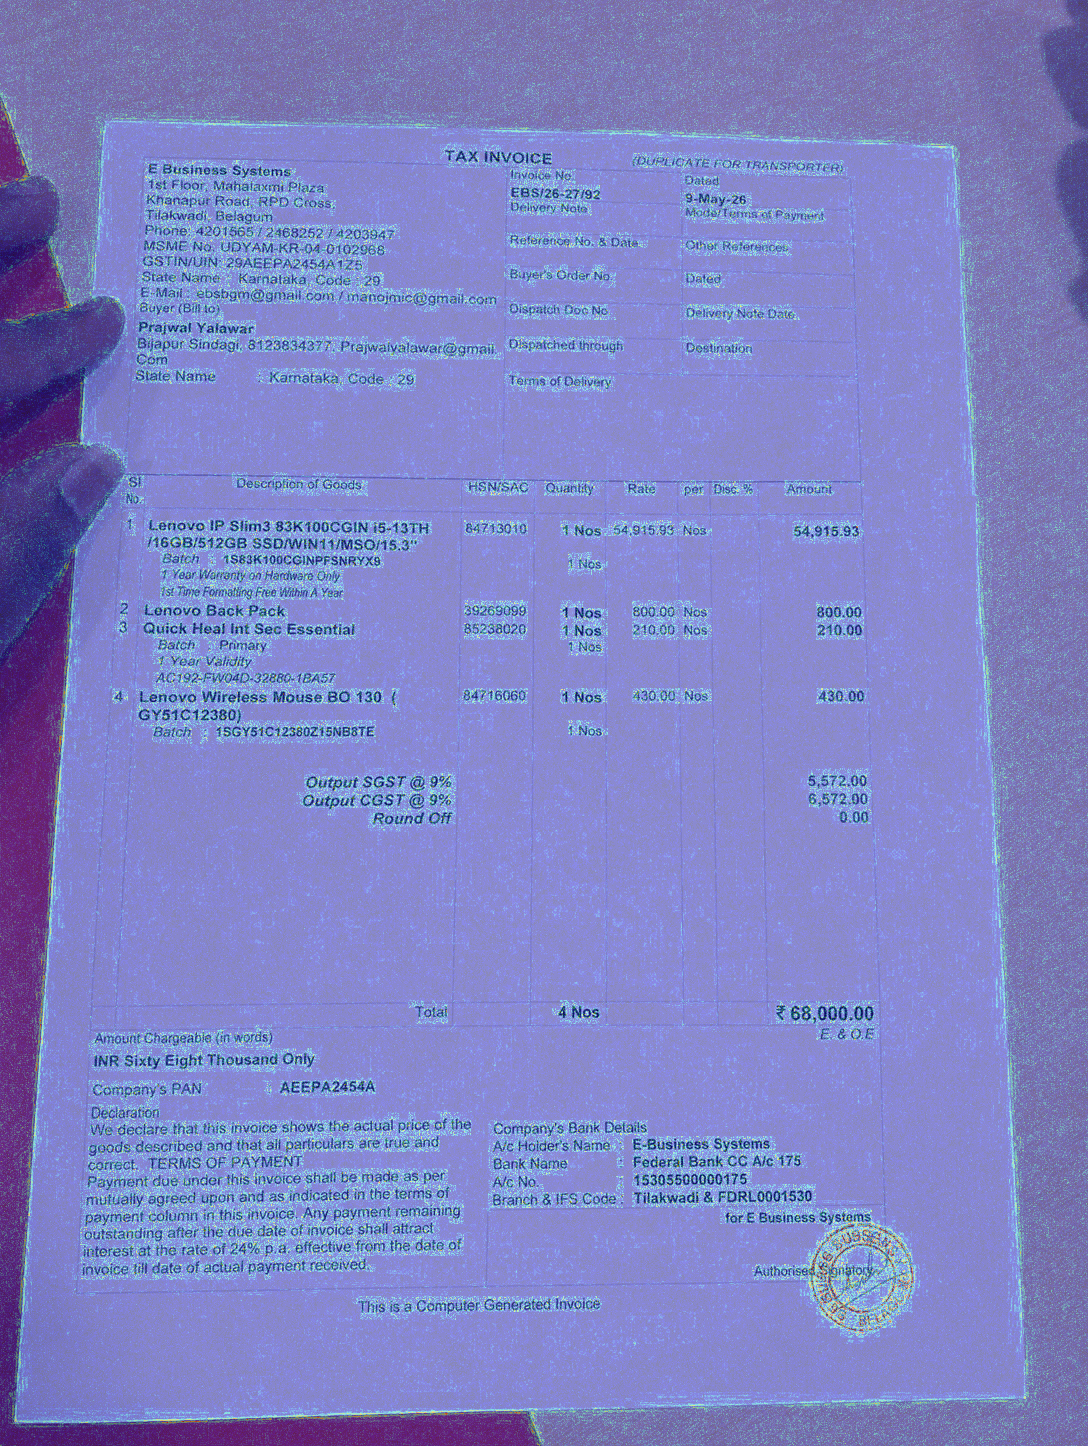 TAX INVOICE
(DUPLICATE FOR TRANSPORTER)
E Business Systems
1st Floor, Mahalaxmi Plaza
Khanapur Road, RPD Cross,
Tilakwadi, Belagum
Phone: 4201565 / 2468252 / 4203947
MSME No. UDYAM-KR-04-0102988
GSTIN/UIN: 29AEEPA2454A1Z5
State Name : Karnataka, Code : 29
E-Mail : ebsbgm@gmail.com / manojmic@gmail.com
Invoice No.
EBS/26-27/92
Dated
9-May-26
Delivery Note
Mode/Terms of Payment
Reference No. & Date.
Other References
Buyer's Order No.
Dated
Dispatch Doc No.
Delivery Note Date
Dispatched through
Destination
Terms of Delivery
Buyer (Bill to)
Prajwal Yalawar
Bijapur Sindagi, 8123834377, Prajwalvalawar@gmail.
Com
State Name : Karnataka, Code : 29
Sl No. Description of Goods HSN/SAC Quantity Rate per Disc. % Amount
1 Lenovo IP Slim3 83K100CGIN i5-13TH 84713010 1 Nos 54,915.93 Nos 54,915.93
/16GB/512GB SSD/WIN11/MSO/15.3"
Batch : 1S83K100CGINPFSNRYX9 1 Nos
1 Year Warranty on Hardware Only
1st Time Formatting Free Within A Year
2 Lenovo Back Pack 39269099 1 Nos 800.00 Nos 800.00
3 Quick Heal Int Sec Essential 85238020 1 Nos 210.00 Nos 210.00
Batch : Primary 1 Nos
1 Year Validity
AC192-FW04D-32880-1BA57
4 Lenovo Wireless Mouse BO 130 ( 84716060 1 Nos 430.00 Nos 430.00
GY51C12380)
Batch : 1SGY51C12380Z15NB8TE 1 Nos
Output SGST @ 9% 5,572.00
Output CGST @ 9% 6,572.00
Round Off 0.00
Total 4 Nos ₹ 68,000.00
Amount Chargeable (in words) E. & O.E
INR Sixty Eight Thousand Only
Company's PAN : AEEPA2454A
Declaration
We declare that this invoice shows the actual price of the
goods described and that all particulars are true and
correct. TERMS OF PAYMENT
Payment due under this invoice shall be made as per
mutually agreed upon and as indicated in the terms of
payment column in this invoice. Any payment remaining
outstanding after the due date of invoice shall attract
interest at the rate of 24% p.a. effective from the date of
invoice till date of actual payment received.
Company's Bank Details
A/c Holder's Name : E-Business Systems
Bank Name : Federal Bank CC A/c 175
A/c No. : 15305500000175
Branch & IFS Code : Tilakwadi & FDRL0001530
for E Business Systems
Authorised Signatory
This is a Computer Generated Invoice